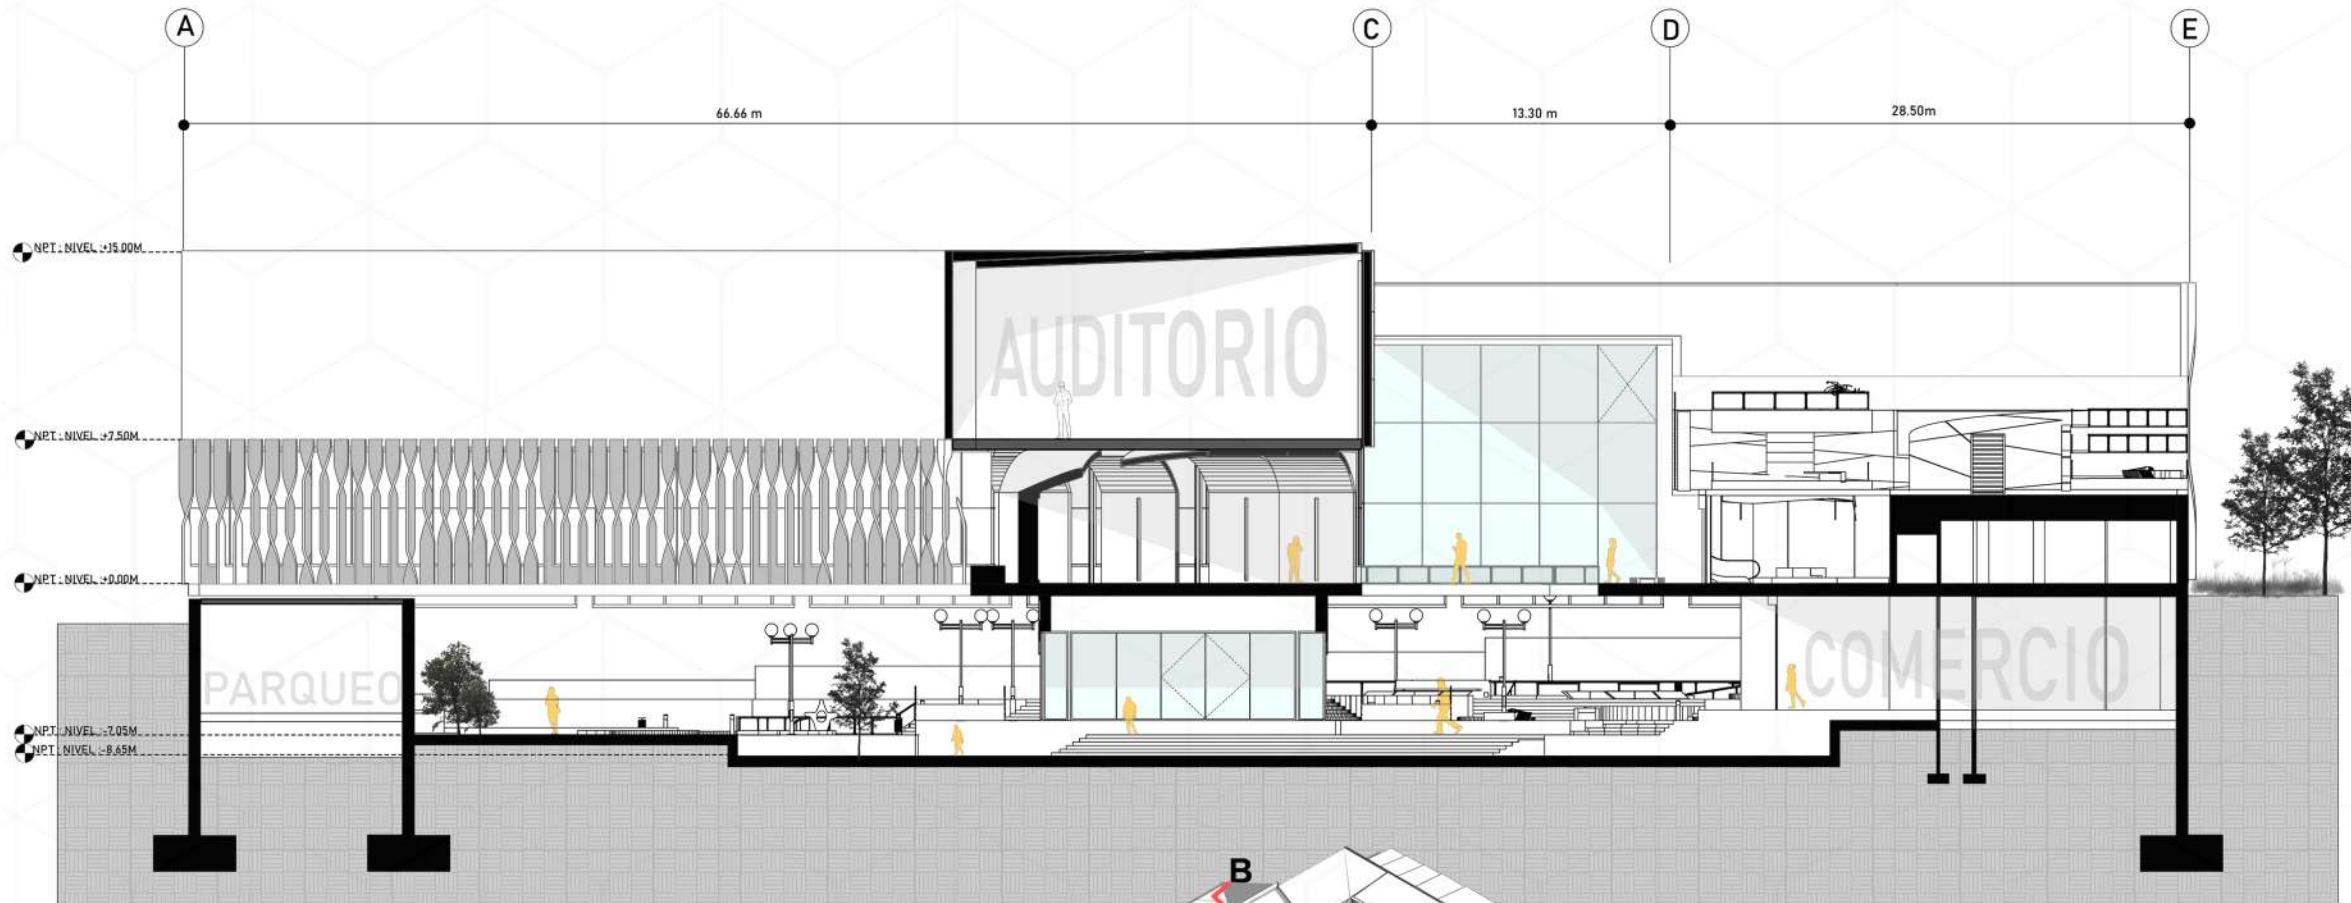 A
C
D
E
66.66 m
13.30 m
28.50m
NPT : NIVEL :+15.00M
AUDITORIO
NPT : NIVEL :+7.50M
NPT : NIVEL :+0.00M
PARQUEO
COMERCIO
NPT : NIVEL :-7.05M
NPT : NIVEL :-8.65M
B